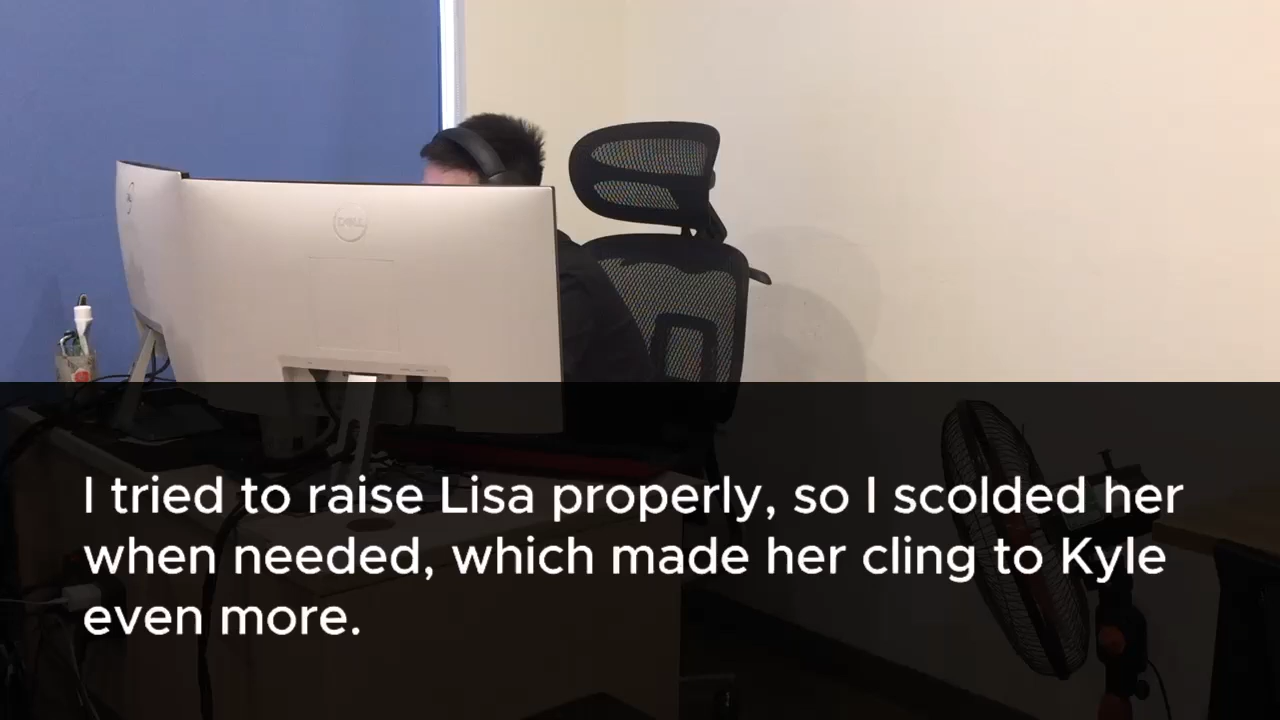 DELL
I tried to raise Lisa properly, so I scolded her
when needed, which made her cling to Kyle
even more.